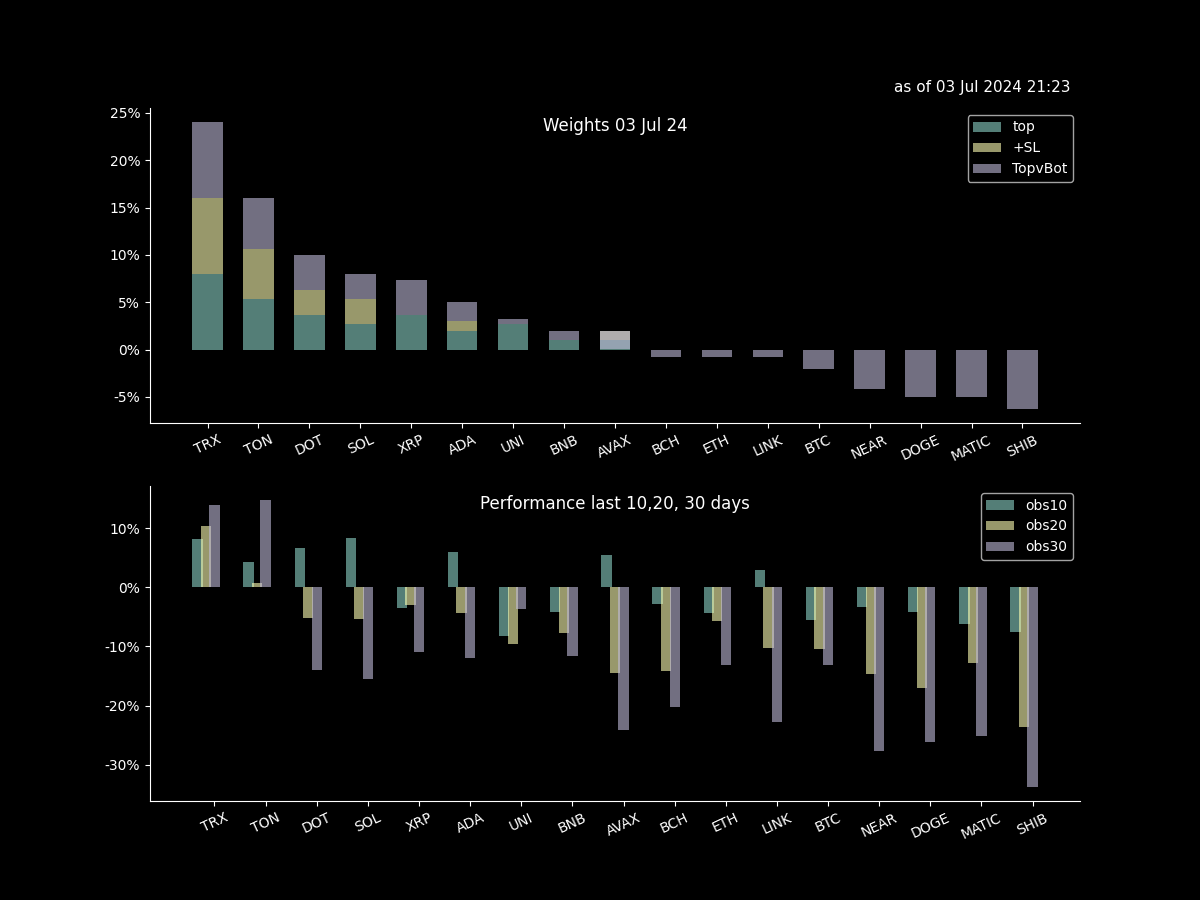 as of 03 Jul 2024 21:23
Weights 03 Jul 24
top
+SL
TopvBot
25%
20%
15%
10%
5%
0%
-5%
TRX TON DOT SOL XRP ADA UNI BNB AVAX BCH ETH LINK BTC NEAR DOGE MATIC SHIB
Performance last 10,20, 30 days
obs10
obs20
obs30
10%
0%
-10%
-20%
-30%
TRX TON DOT SOL XRP ADA UNI BNB AVAX BCH ETH LINK BTC NEAR DOGE MATIC SHIB